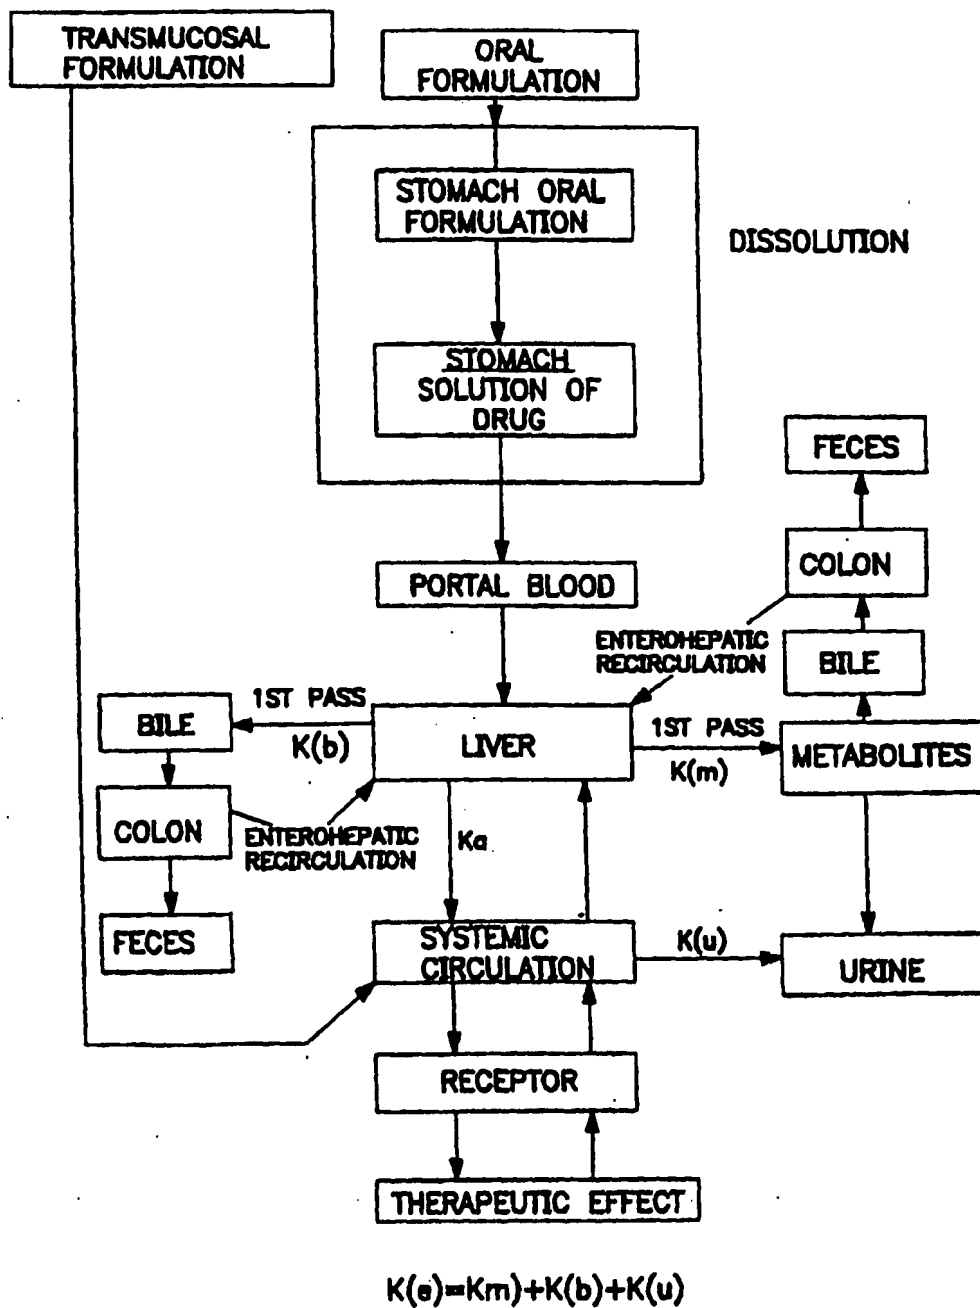 TRANSMUCOSAL
FORMULATION
ORAL
FORMULATION
STOMACH ORAL
FORMULATION
DISSOLUTION
STOMACH
SOLUTION OF
DRUG
FECES
COLON
PORTAL BLOOD
ENTEROHEPATIC
RECIRCULATION
BILE
BILE
1ST PASS
K(b)
LIVER
1ST PASS
K(m)
METABOLITES
COLON
ENTEROHEPATIC
RECIRCULATION
Ka
FECES
SYSTEMIC
CIRCULATION
K(u)
URINE
RECEPTOR
THERAPEUTIC EFFECT
K(e)=Km)+K(b)+K(u)